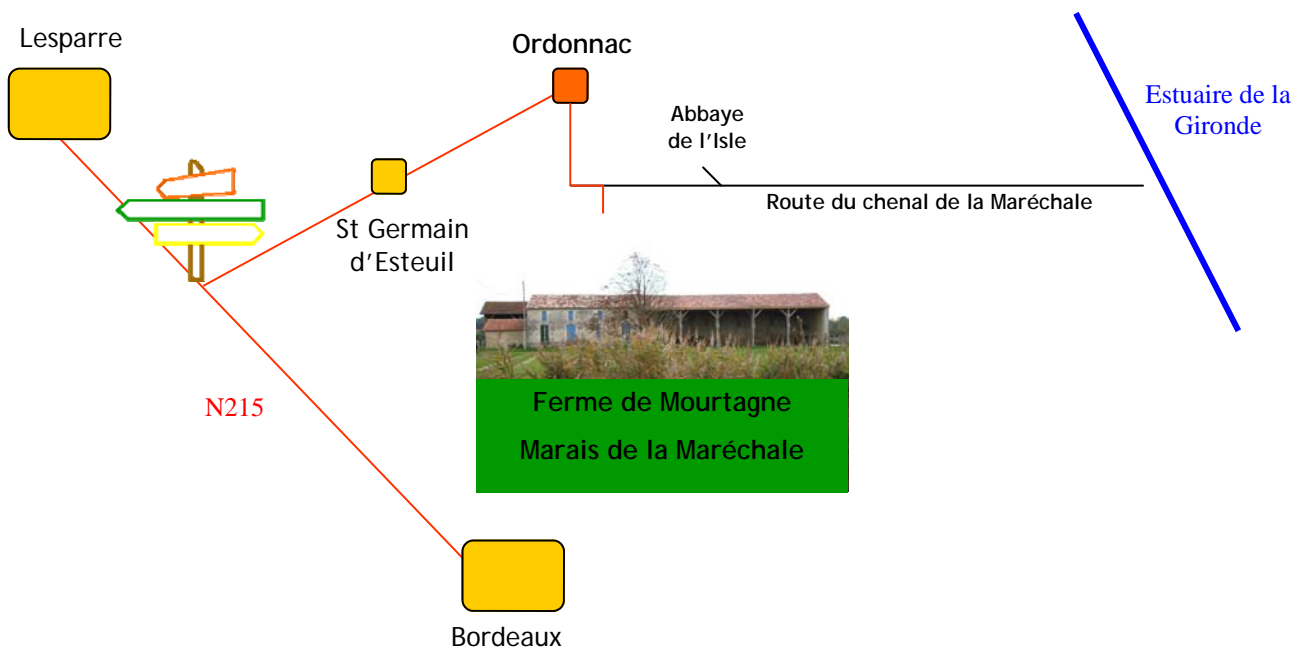 Lesparre
Ordonnac
Estuaire de la
Gironde
Abbaye
de l'Isle
Route du chenal de la Maréchale
St Germain
d'Esteuil
N215
Ferme de Mourtagne
Marais de la Maréchale
Bordeaux